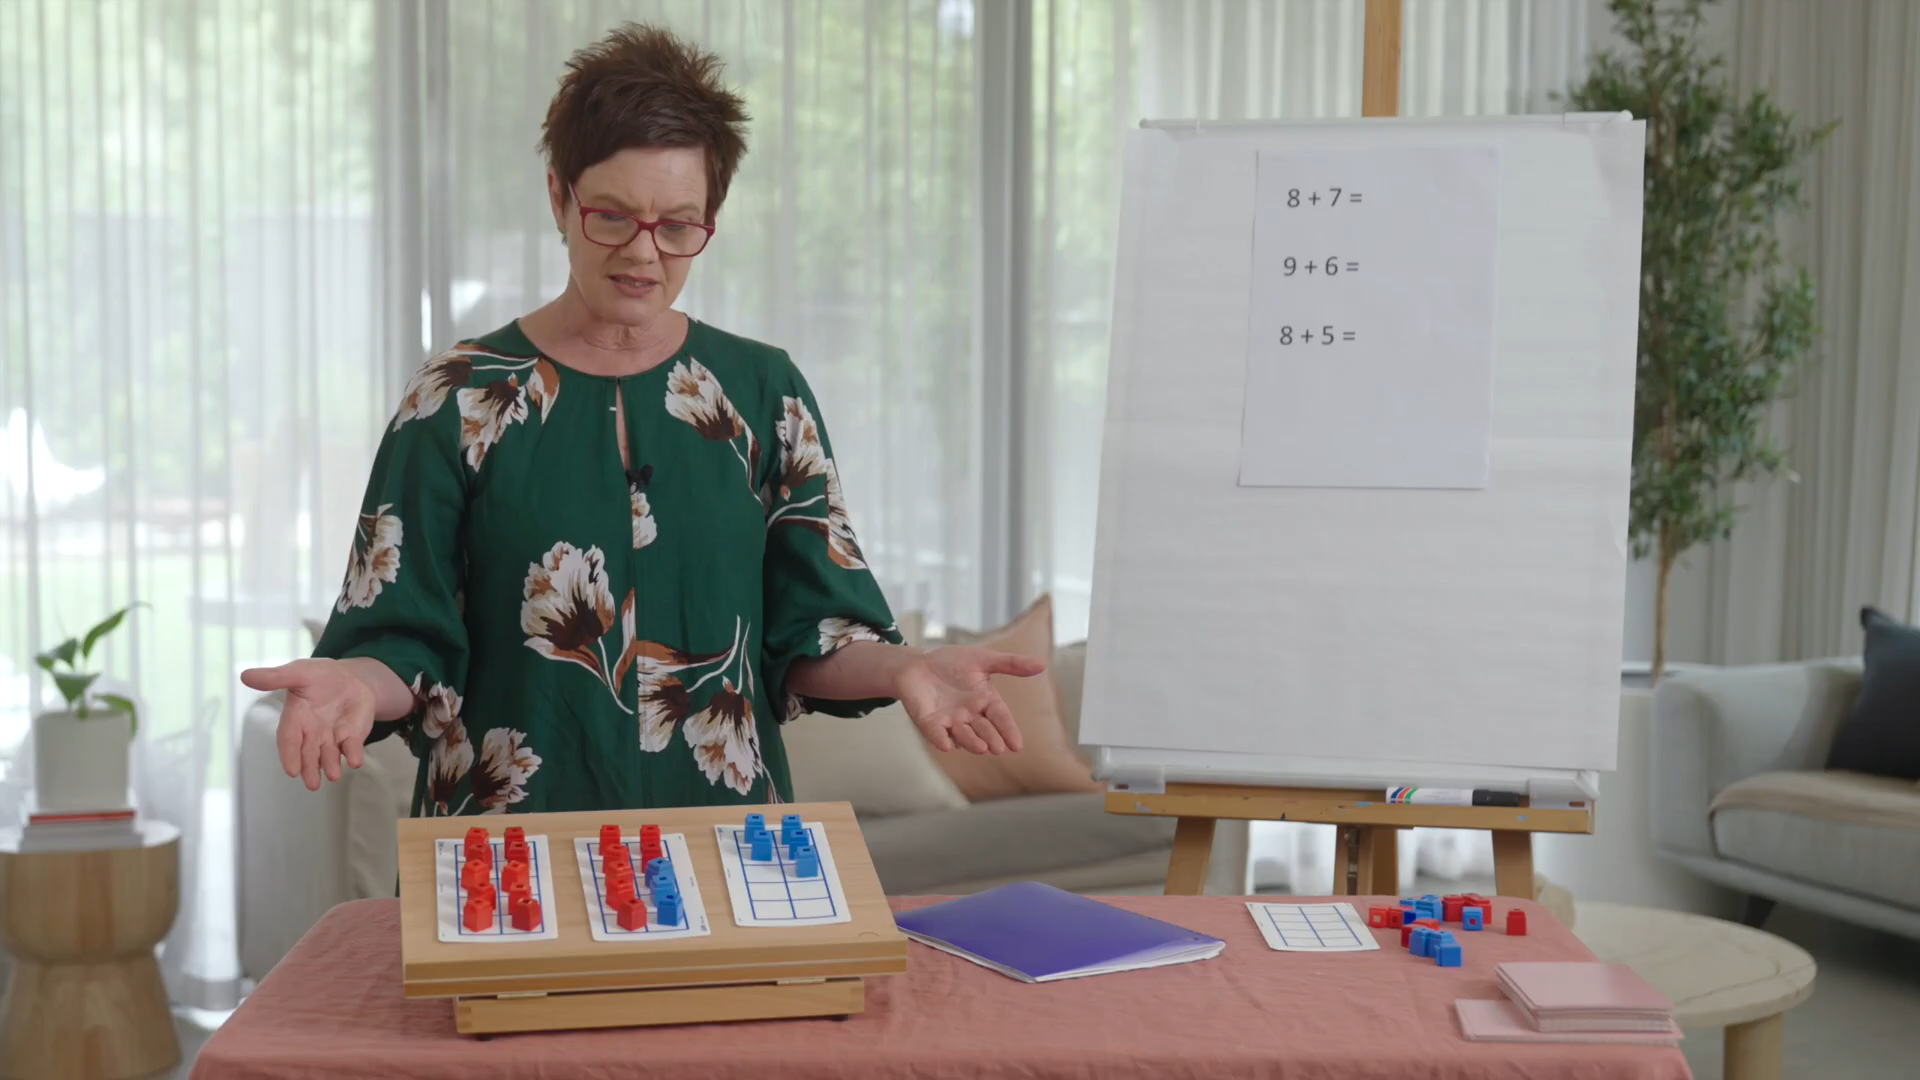 8 + 7 =
9 + 6 =
8 + 5 =